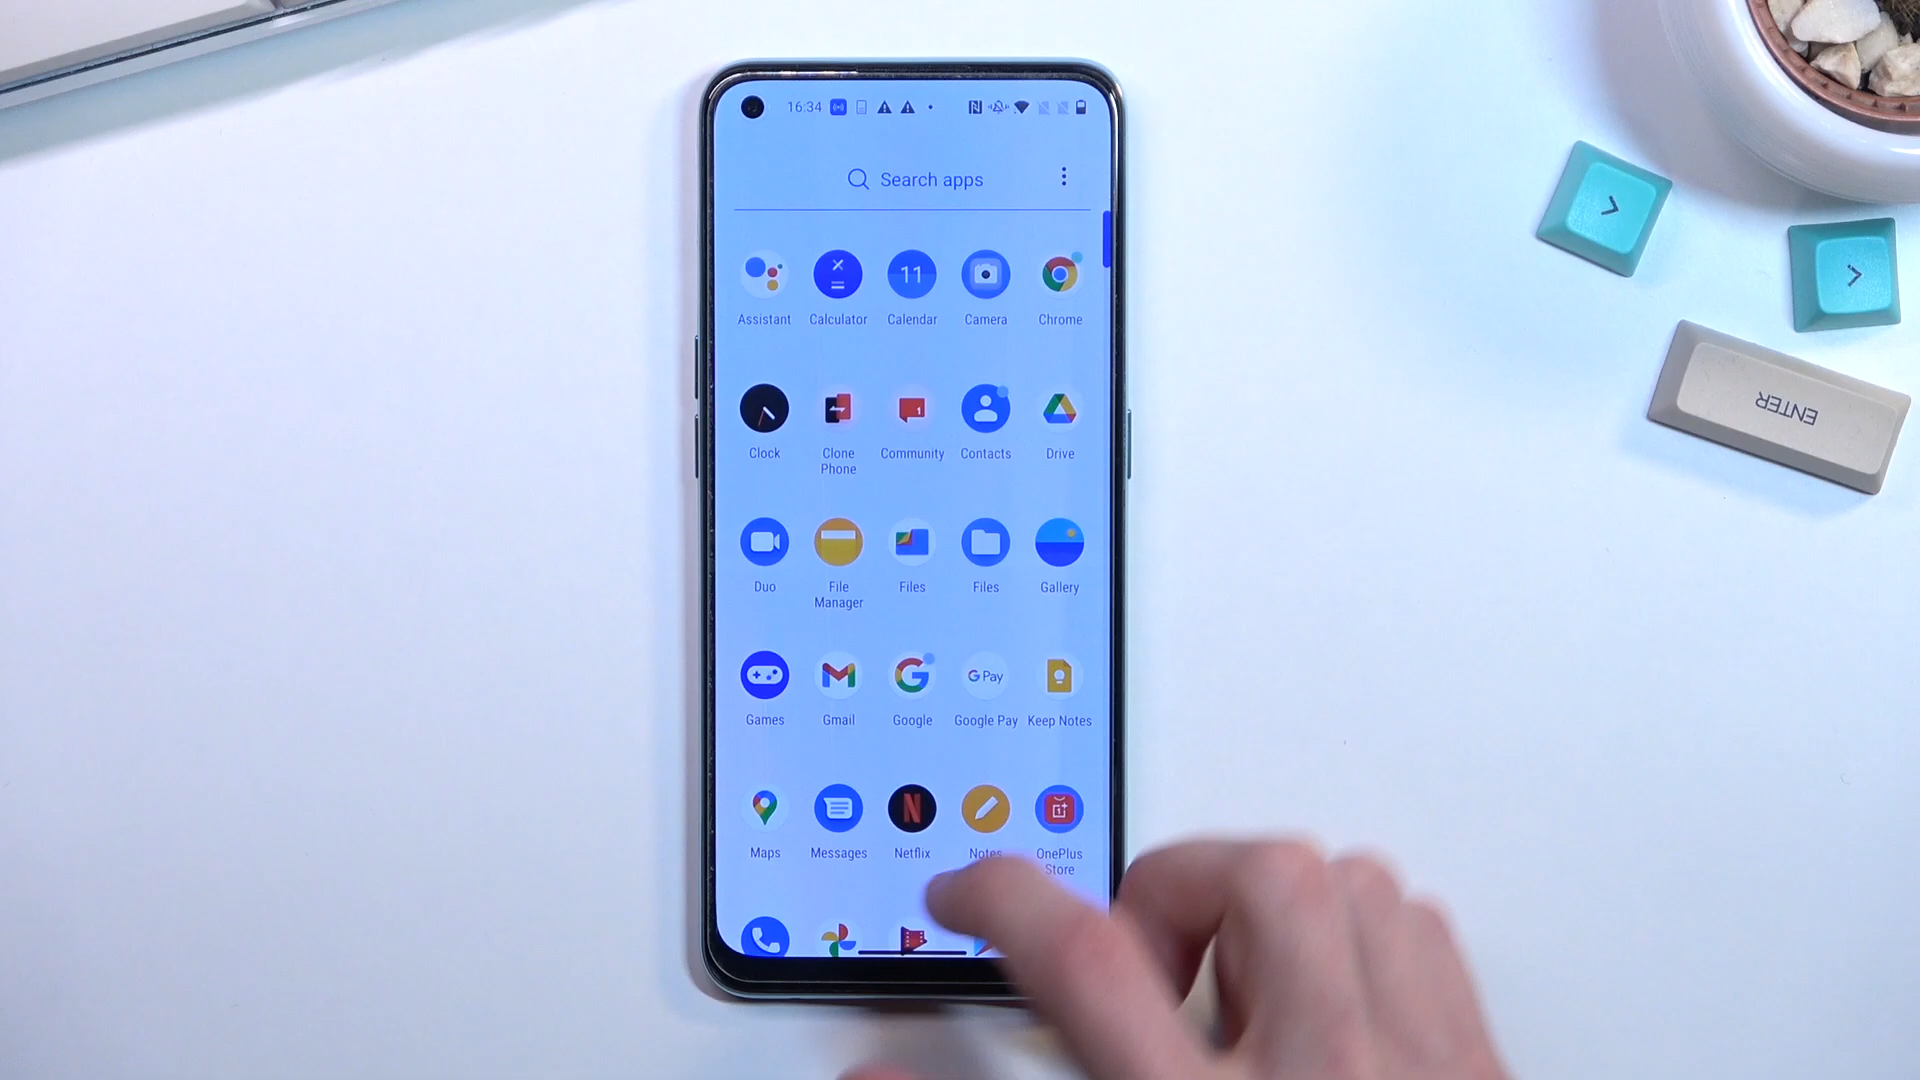 16:34
Search apps
11
Assistant Calculator Calendar Camera Chrome
1
Clock Clone Phone Community Contacts Drive
Duo File Manager Files Files Gallery
G Pay
Games Gmail Google Google Pay Keep Notes
N
Maps Messages Netflix Notes OnePlus Store
ENTER